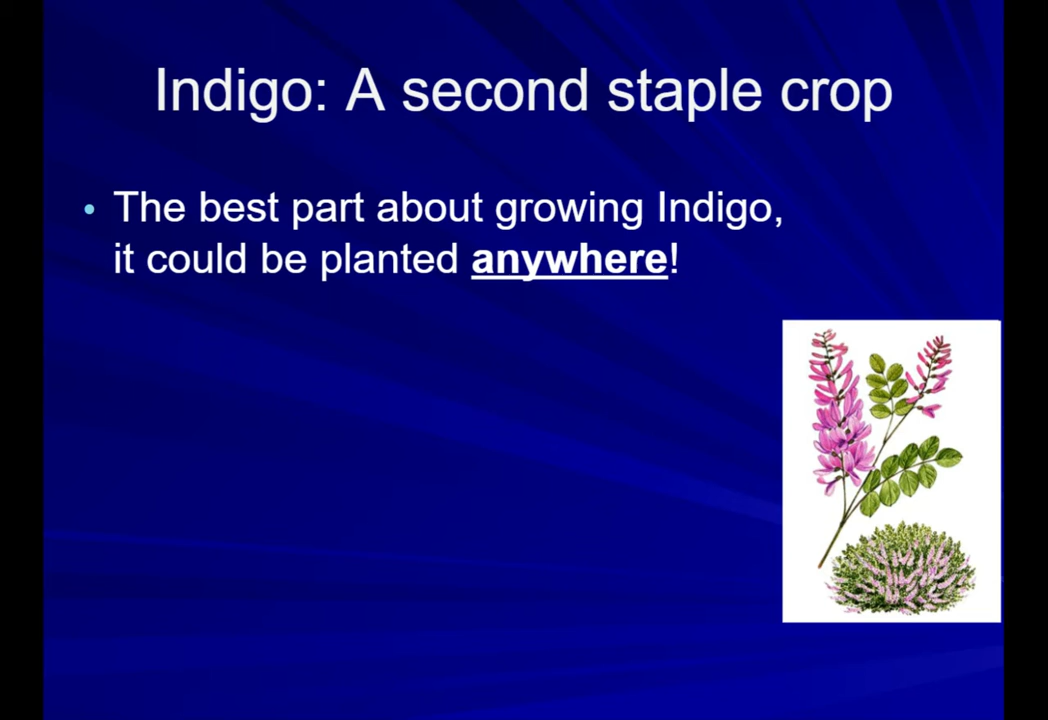 Indigo: A second staple crop
• The best part about growing Indigo,
it could be planted anywhere!